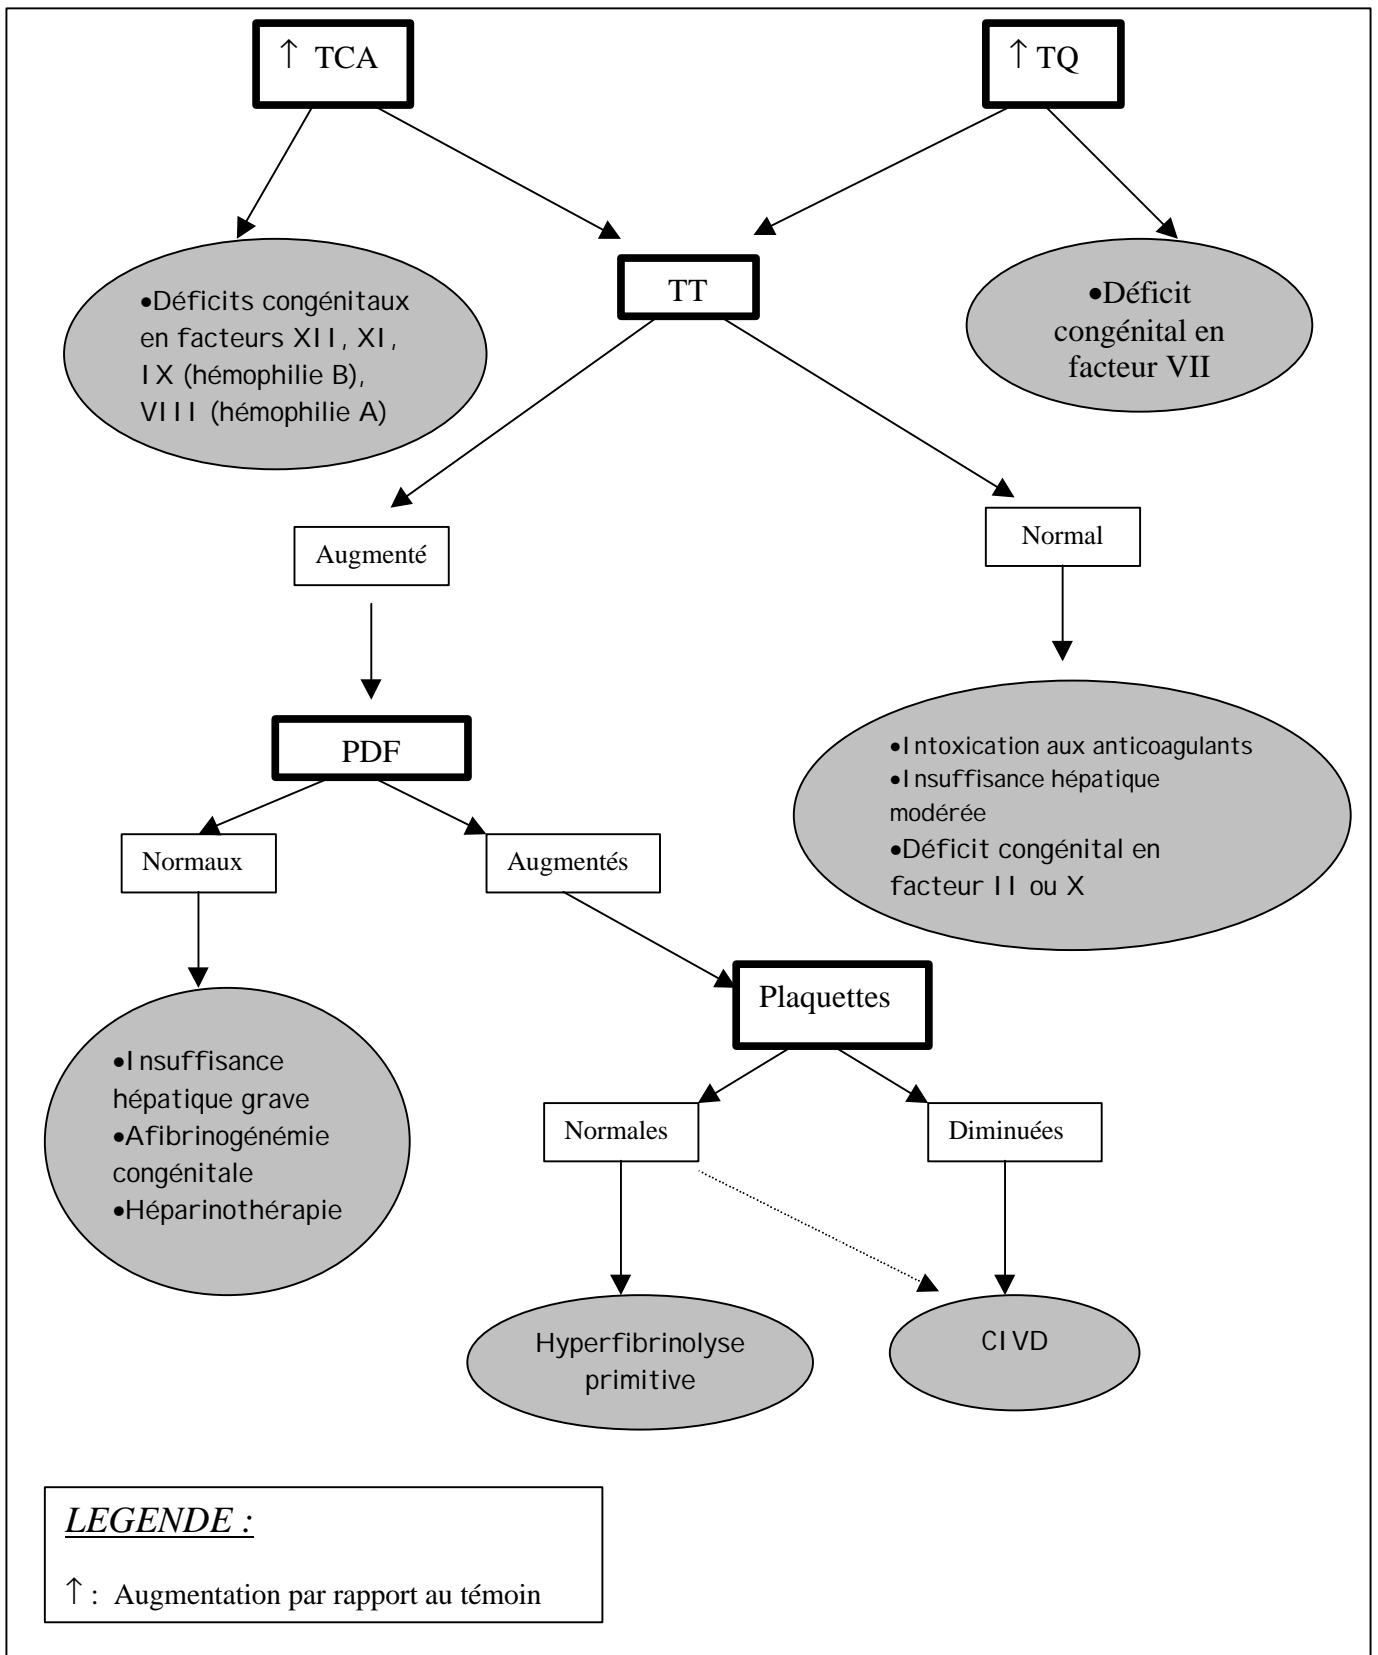 ↑ TCA
↑ TQ
•Déficits congénitaux
en facteurs XII, XI,
IX (hémophilie B),
VIII (hémophilie A)
TT
•Déficit
congénital en
facteur VII
Augmenté
Normal
PDF
•Intoxication aux anticoagulants
•Insuffisance hépatique
modérée
•Déficit congénital en
facteur II ou X
Normaux
Augmentés
Plaquettes
•Insuffisance
hépatique grave
•Afibrinogénémie
congénitale
•Héparinothérapie
Normales
Diminuées
Hyperfibrinolyse
primitive
CIVD
LEGENDE :
↑ : Augmentation par rapport au témoin